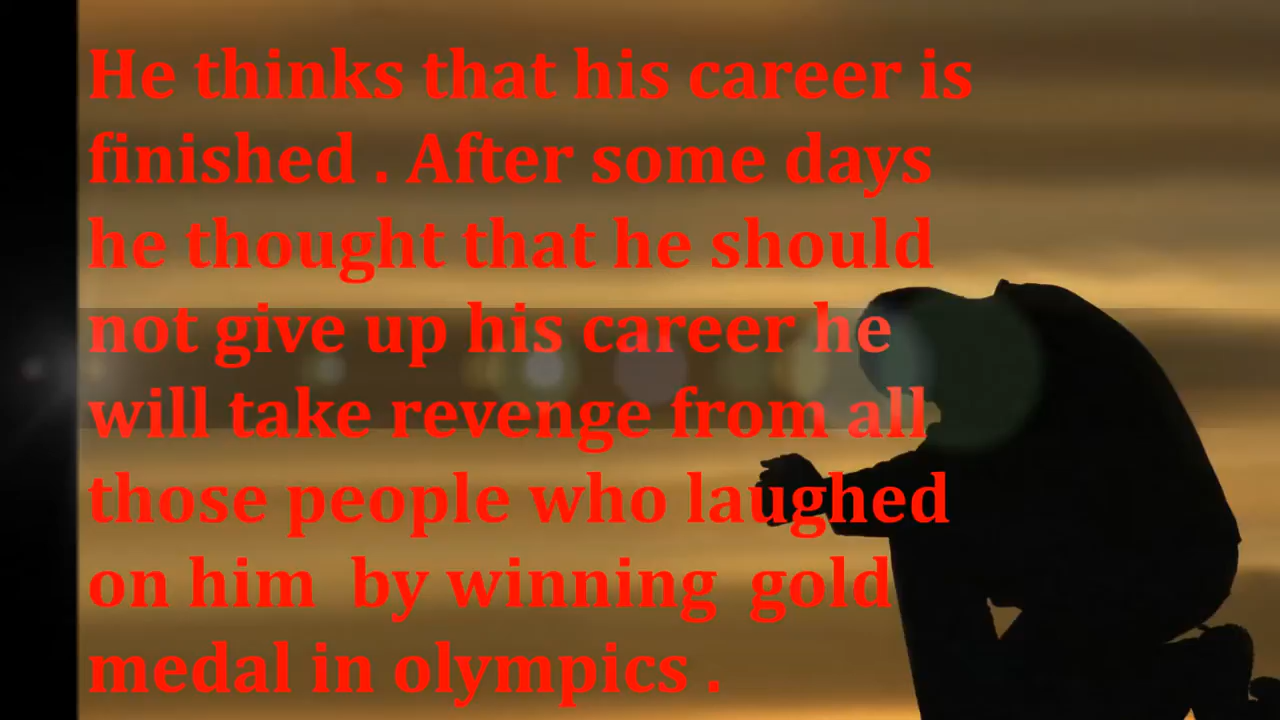 He thinks that his career is
finished . After some days
he thought that he should
not give up his career he
will take revenge from all
those people who laughed
on him  by winning  gold
medal in olympics .